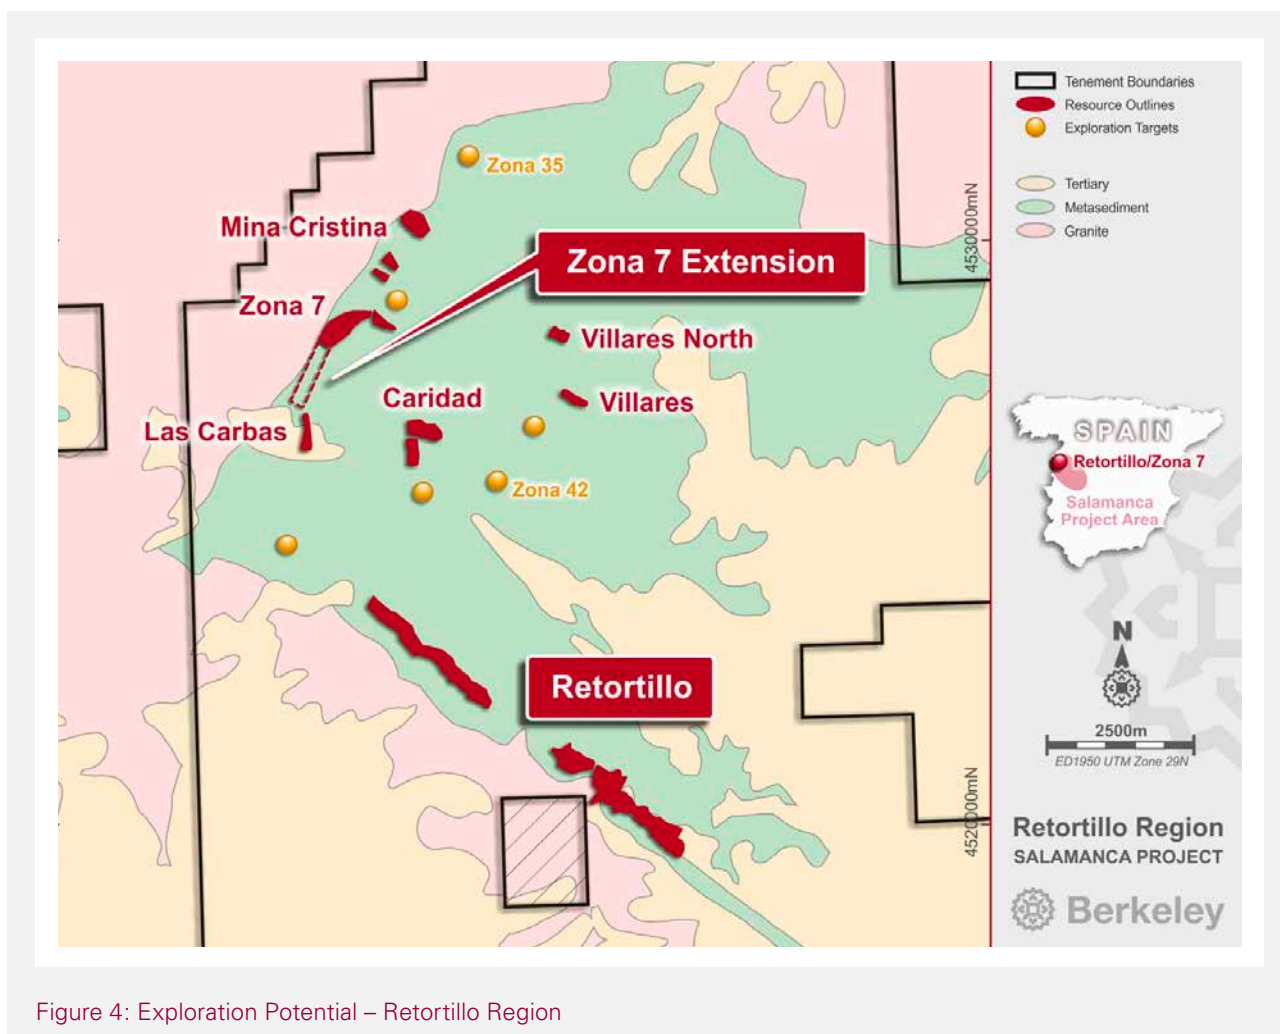 Zona 35
Mina Cristina
Zona 7 Extension
Zona 7
Villares North
Caridad
Villares
Las Carbas
Zona 42
Retortillo
4530000mN
4520000mN
Tenement Boundaries
Resource Outlines
Exploration Targets
Tertiary
Metasediment
Granite
SPAIN
Retortillo/Zona 7
Salamanca
Project Area
N
2500m
ED1950 UTM Zone 29N
Retortillo Region
SALAMANCA PROJECT
Berkeley
Figure 4: Exploration Potential – Retortillo Region